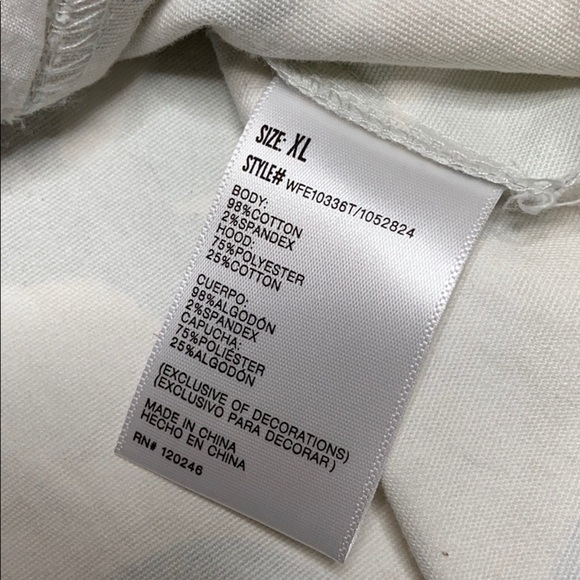 SIZE: XL
STYLE# WFE10336T/1052824
BODY:
98%COTTON
2%SPANDEX
HOOD:
75%POLYESTER
25%COTTON
CUERPO:
98%ALGODÓN
2%SPANDEX
CAPUCHA:
75%POLIÉSTER
25%ALGODÓN
(EXCLUSIVE OF DECORATIONS)
(EXCLUSIVO PARA DECORAR)
MADE IN CHINA
HECHO EN CHINA
RN# 120246